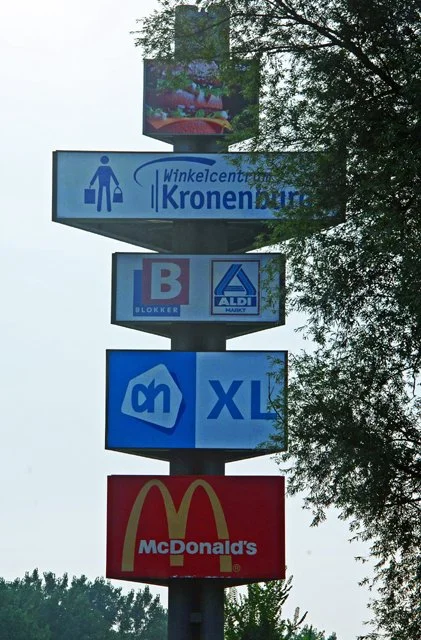 Winkelcentrum
Kronenburg
B
BLOKKER
ALDI
MARKT
ah
XL
M
McDonald's
®